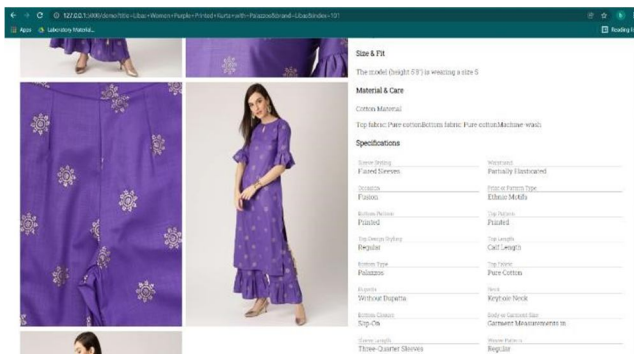 127.0.0.1:5000/demo?title=Libas+Women+Purple+Printed+Kurta+with+Palazzos&brand=Libas&index=101
Apps
Laboratory Material...
Reading li
Size & Fit
The model (height 5'8") is wearing a size S
Material & Care
Cotton Material
Top fabric: Pure cottonBottom fabric: Pure cottonMachine-wash
Specifications
Sleeve Styling
Flared Sleeves
Waistband
Partially Elasticated
Occasion
Fusion
Print or Pattern Type
Ethnic Motifs
Bottom Pattern
Printed
Top Pattern
Printed
Top Design Styling
Regular
Top Length
Calf Length
Bottom Type
Palazzos
Top Fabric
Pure Cotton
Dupatta
Without Dupatta
Neck
Keyhole Neck
Bottom Closure
Slip-On
Body or Garment Size
Garment Measurements in
Sleeve Length
Three-Quarter Sleeves
Weave Pattern
Regular